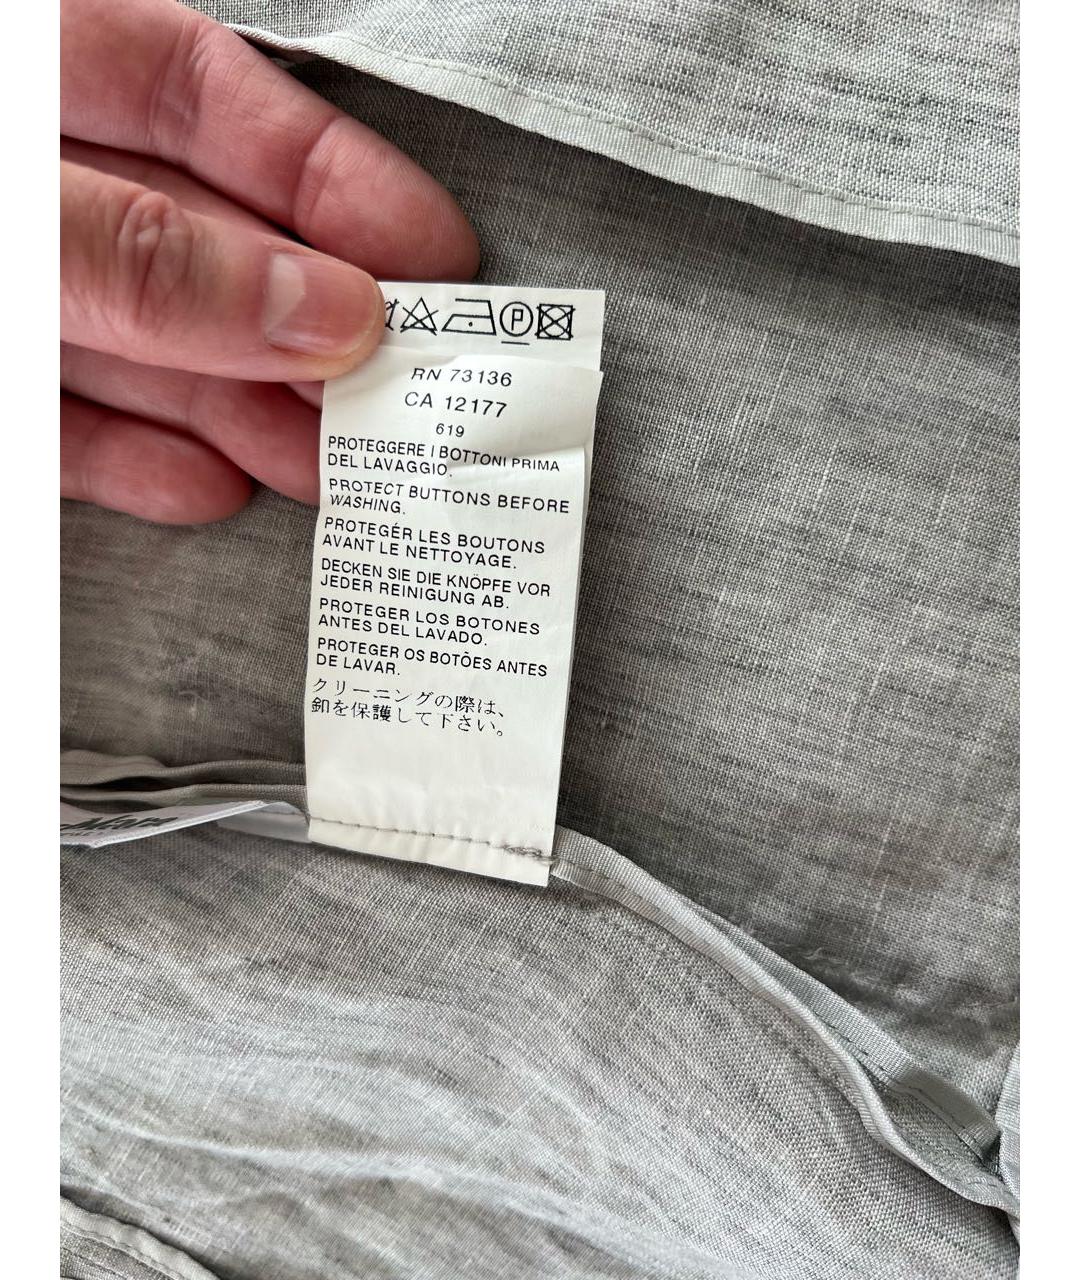 P
RN 73136
CA 12177
619
PROTEGGERE I BOTTONI PRIMA
DEL LAVAGGIO.
PROTECT BUTTONS BEFORE
WASHING.
PROTEGÉR LES BOUTONS
AVANT LE NETTOYAGE.
DECKEN SIE DIE KNÖPFE VOR
JEDER REINIGUNG AB.
PROTEGER LOS BOTONES
ANTES DEL LAVADO.
PROTEGER OS BOTÕES ANTES
DE LAVAR.
クリーニングの際は、
釦を保護して下さい。